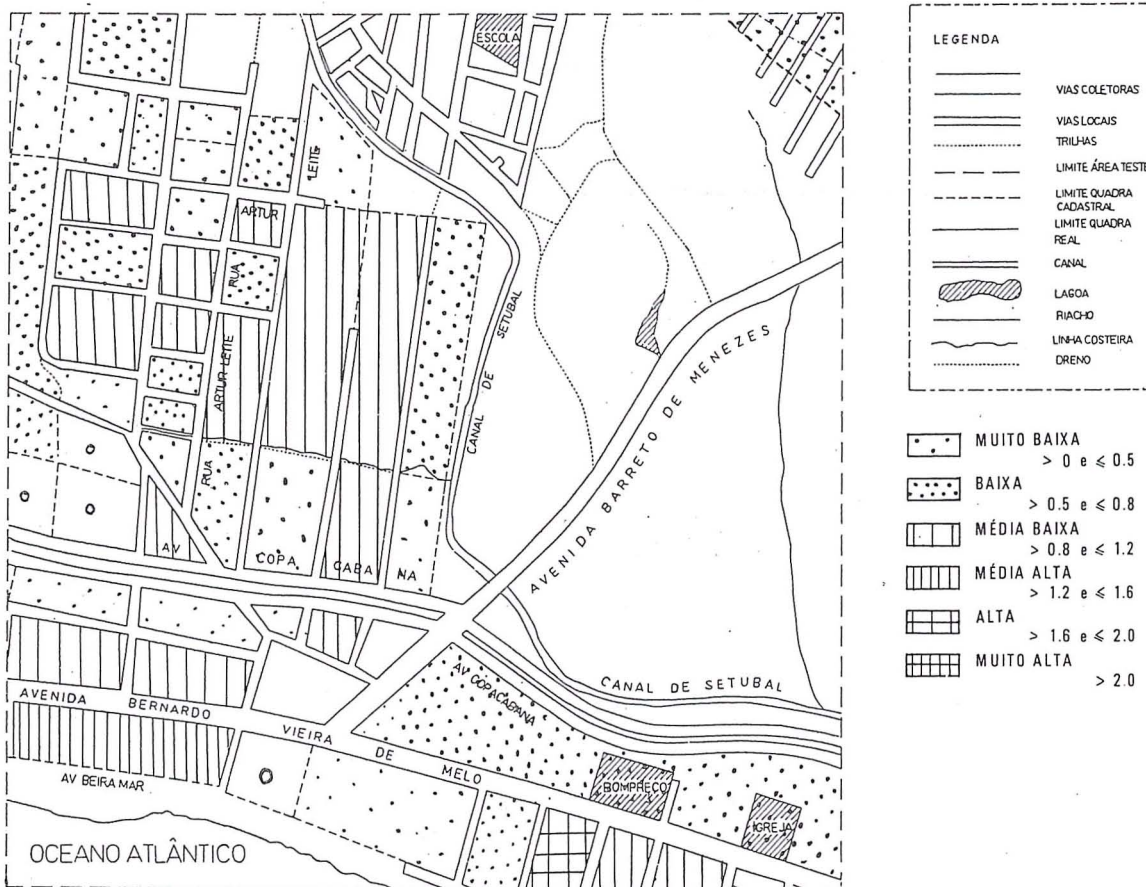 ESCOLA
LEITE
ARTUR
RUA
ARTUR LEITE
RUA
CANAL DE SETUBAL
AVENIDA BARRETO DE MENEZES
AV COPA CABA NA
AV COPACABANA
CANAL DE SETUBAL
AVENIDA BERNARDO VIEIRA DE MELO
AV BEIRA MAR
BOMPREÇO
IGREJA
OCEANO ATLÂNTICO
LEGENDA
VIAS COLETORAS
VIAS LOCAIS
TRILHAS
LIMITE ÁREA TESTE
LIMITE QUADRA
CADASTRAL
LIMITE QUADRA
REAL
CANAL
LAGOA
RIACHO
LINHA COSTEIRA
DRENO
MUITO BAIXA
> 0 e ⩽ 0.5
BAIXA
> 0.5 e ⩽ 0.8
MÉDIA BAIXA
> 0.8 e ⩽ 1.2
MÉDIA ALTA
> 1.2 e ⩽ 1.6
ALTA
> 1.6 e ⩽ 2.0
MUITO ALTA
> 2.0